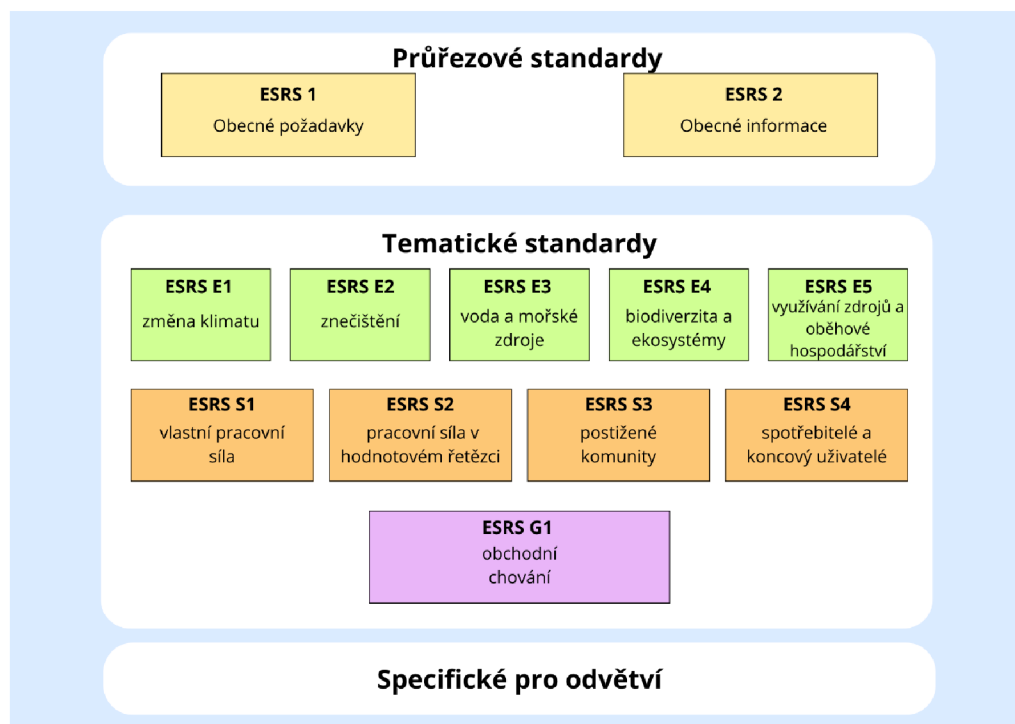 Průřezové standardy
ESRS 1
Obecné požadavky
ESRS 2
Obecné informace
Tematické standardy
ESRS E1
změna klimatu
ESRS E2
znečištění
ESRS E3
voda a mořské
zdroje
ESRS E4
biodiverzita a
ekosystémy
ESRS E5
využívání zdrojů a
oběhové
hospodářství
ESRS S1
vlastní pracovní
síla
ESRS S2
pracovní síla v
hodnotovém řetězci
ESRS S3
postižené
komunity
ESRS S4
spotřebitelé a
koncový uživatelé
ESRS G1
obchodní
chování
Specifické pro odvětví